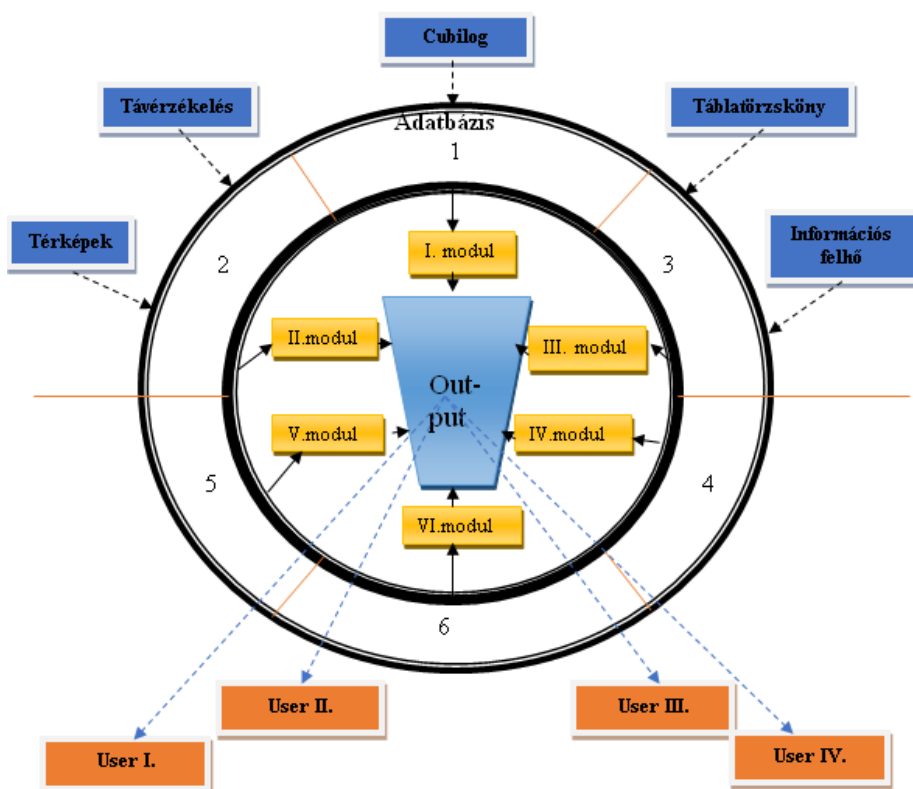 Cubilog
Távérzékelés
Táblatörzsköny
Adatbázis
1
Térképek
Információs
felhő
2
3
I. modul
II.modul
III. modul
Out-
put
V.modul
IV.modul
5
4
VI.modul
6
User II.
User III.
User I.
User IV.